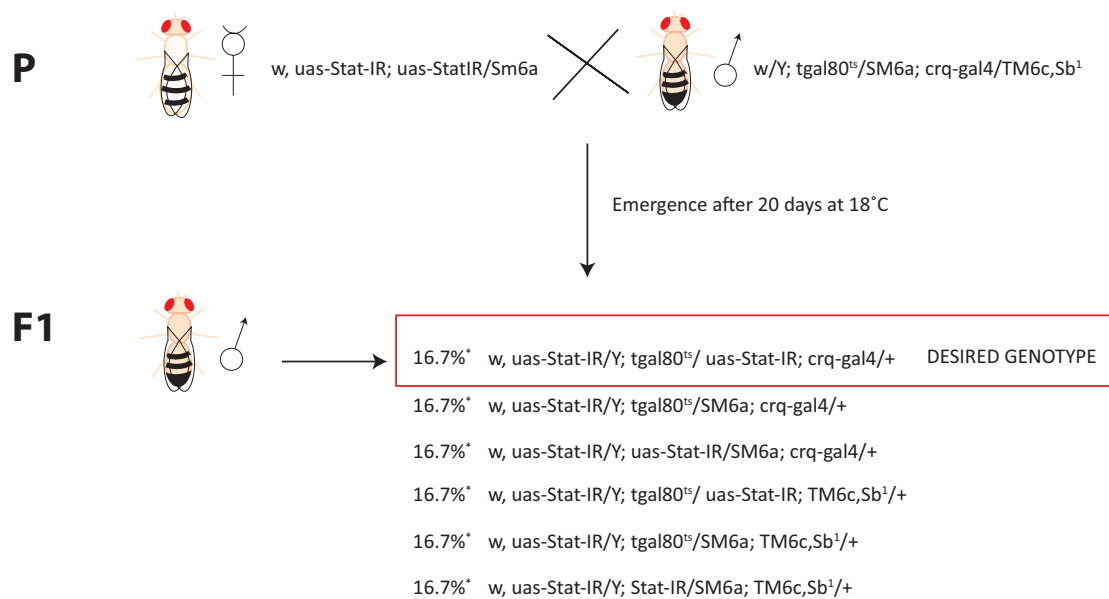 P
w, uas-Stat-IR; uas-StatIR/Sm6a
w/Y; tgal80ᵗˢ/SM6a; crq-gal4/TM6c,Sb¹
Emergence after 20 days at 18˚C
F1
16.7%* w, uas-Stat-IR/Y; tgal80ᵗˢ/ uas-Stat-IR; crq-gal4/+ DESIRED GENOTYPE
16.7%* w, uas-Stat-IR/Y; tgal80ᵗˢ/SM6a; crq-gal4/+
16.7%* w, uas-Stat-IR/Y; uas-Stat-IR/SM6a; crq-gal4/+
16.7%* w, uas-Stat-IR/Y; tgal80ᵗˢ/ uas-Stat-IR; TM6c,Sb¹/+
16.7%* w, uas-Stat-IR/Y; tgal80ᵗˢ/SM6a; TM6c,Sb¹/+
16.7%* w, uas-Stat-IR/Y; Stat-IR/SM6a; TM6c,Sb¹/+